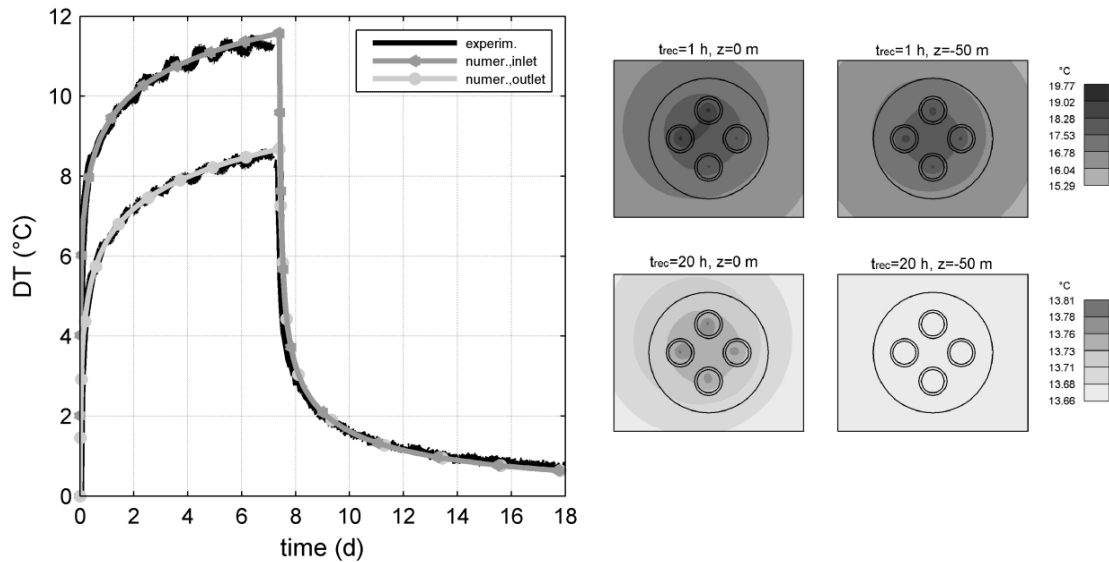 12
10
8
6
4
2
0
DT (°C)
0 2 4 6 8 10 12 14 16 18
time (d)
experim.
numer.,inlet
numer.,outlet
trec=1 h, z=0 m
trec=1 h, z=-50 m
°C
19.77
19.02
18.28
17.53
16.78
16.04
15.29
trec=20 h, z=0 m
trec=20 h, z=-50 m
°C
13.81
13.78
13.76
13.73
13.71
13.68
13.66